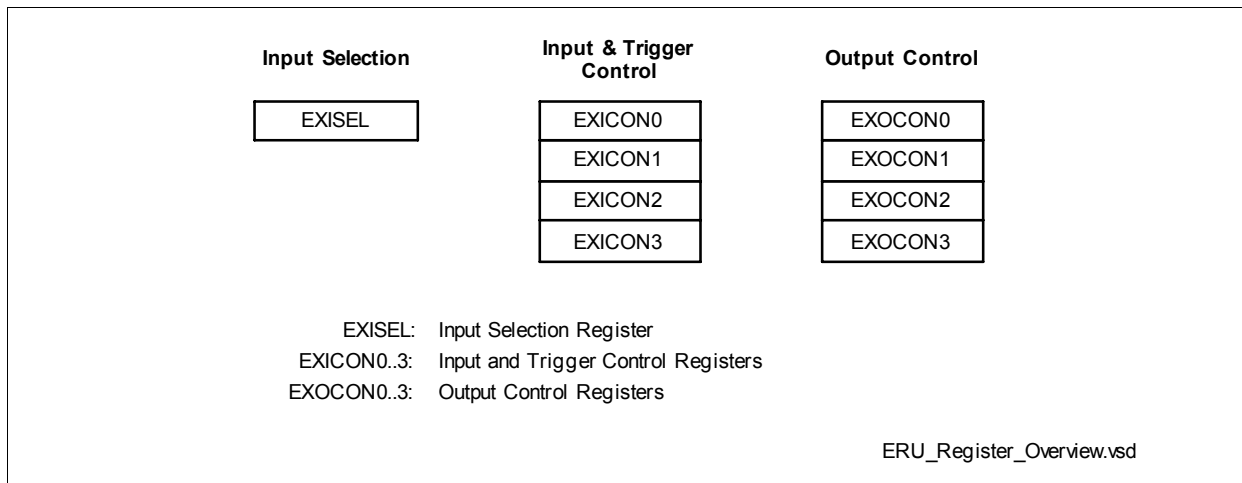 Input Selection
EXISEL
Input & Trigger
Control
EXICON0
EXICON1
EXICON2
EXICON3
Output Control
EXOCON0
EXOCON1
EXOCON2
EXOCON3
EXISEL: Input Selection Register
EXICON0..3: Input and Trigger Control Registers
EXOCON0..3: Output Control Registers
ERU_Register_Overview.vsd